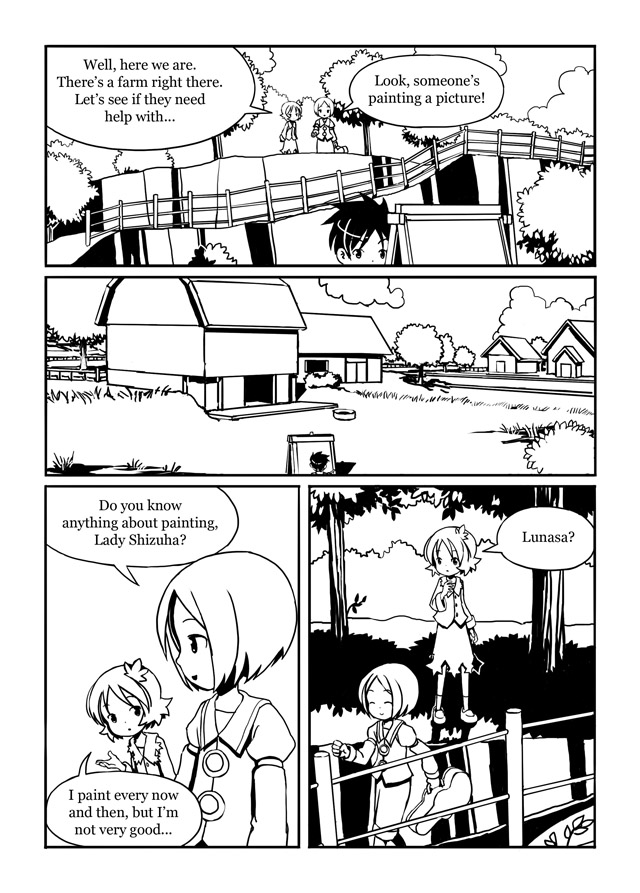 Well, here we are.
There's a farm right there.
Let's see if they need
help with...
Look, someone's
painting a picture!
Do you know
anything about painting,
Lady Shizuha?
I paint every now
and then, but I'm
not very good...
Lunasa?